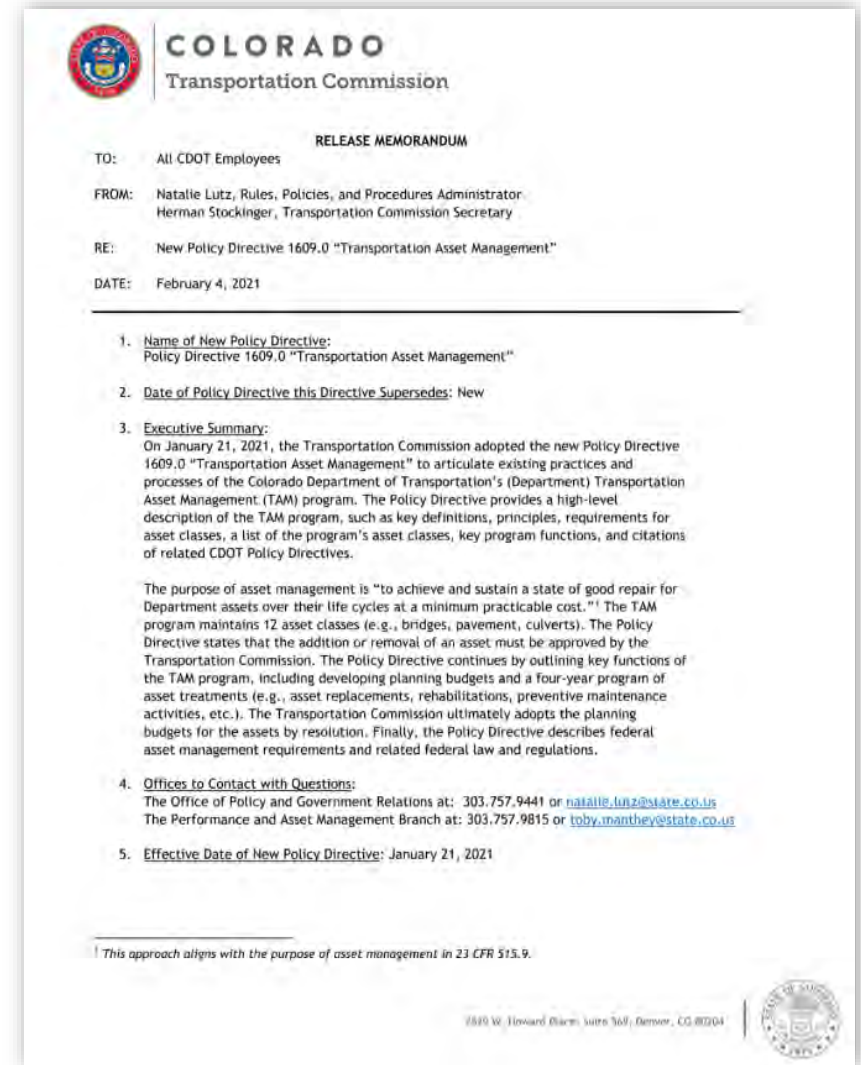 COLORADO
Transportation Commission
RELEASE MEMORANDUM
TO: All CDOT Employees
FROM: Natalie Lutz, Rules, Policies, and Procedures Administrator
Herman Stockinger, Transportation Commission Secretary
RE: New Policy Directive 1609.0 “Transportation Asset Management”
DATE: February 4, 2021
1. Name of New Policy Directive:
Policy Directive 1609.0 “Transportation Asset Management”
2. Date of Policy Directive this Directive Supersedes: New
3. Executive Summary:
On January 21, 2021, the Transportation Commission adopted the new Policy Directive
1609.0 “Transportation Asset Management” to articulate existing practices and
processes of the Colorado Department of Transportation’s (Department) Transportation
Asset Management (TAM) program. The Policy Directive provides a high-level
description of the TAM program, such as key definitions, principles, requirements for
asset classes, a list of the program’s asset classes, key program functions, and citations
of related CDOT Policy Directives.
The purpose of asset management is “to achieve and sustain a state of good repair for
Department assets over their life cycles at a minimum practicable cost.”¹ The TAM
program maintains 12 asset classes (e.g., bridges, pavement, culverts). The Policy
Directive states that the addition or removal of an asset must be approved by the
Transportation Commission. The Policy Directive continues by outlining key functions of
the TAM program, including developing planning budgets and a four-year program of
asset treatments (e.g., asset replacements, rehabilitations, preventive maintenance
activities, etc.). The Transportation Commission ultimately adopts the planning
budgets for the assets by resolution. Finally, the Policy Directive describes federal
asset management requirements and related federal law and regulations.
4. Offices to Contact with Questions:
The Office of Policy and Government Relations at: 303.757.9441 or natalie.lutz@state.co.us
The Performance and Asset Management Branch at: 303.757.9815 or toby.manthey@state.co.us
5. Effective Date of New Policy Directive: January 21, 2021
¹ This approach aligns with the purpose of asset management in 23 CFR 515.9.
W. Howard Denver, CO 80204